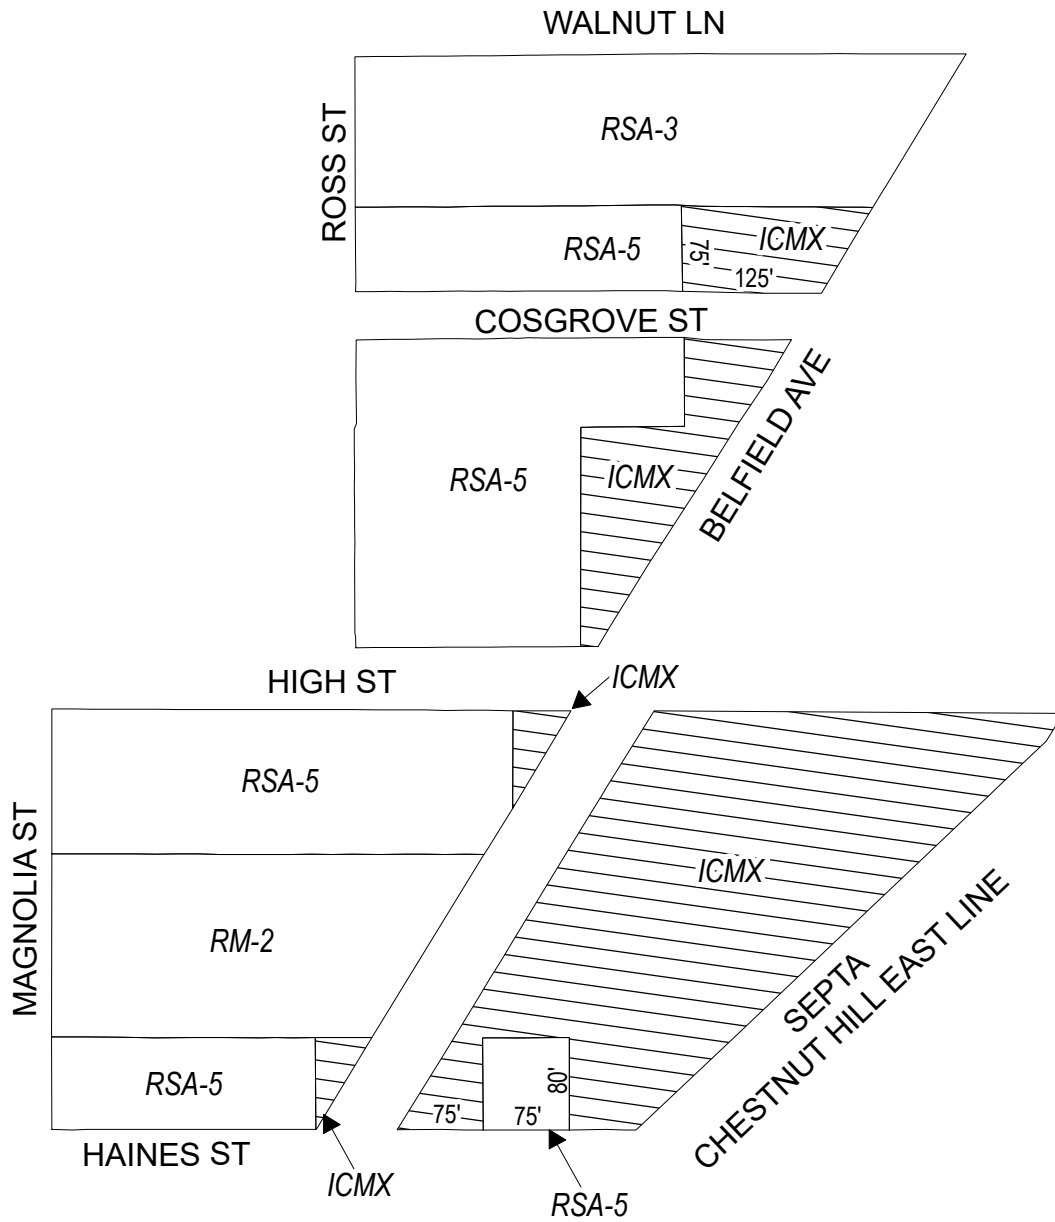 WALNUT LN
ROSS ST
RSA-3
RSA-5
75'
ICMX
125'
COSGROVE ST
BELFIELD AVE
RSA-5
ICMX
HIGH ST
ICMX
MAGNOLIA ST
RSA-5
ICMX
RM-2
SEPTA
CHESTNUT HILL EAST LINE
RSA-5
80'
75'
75'
HAINES ST
ICMX
RSA-5